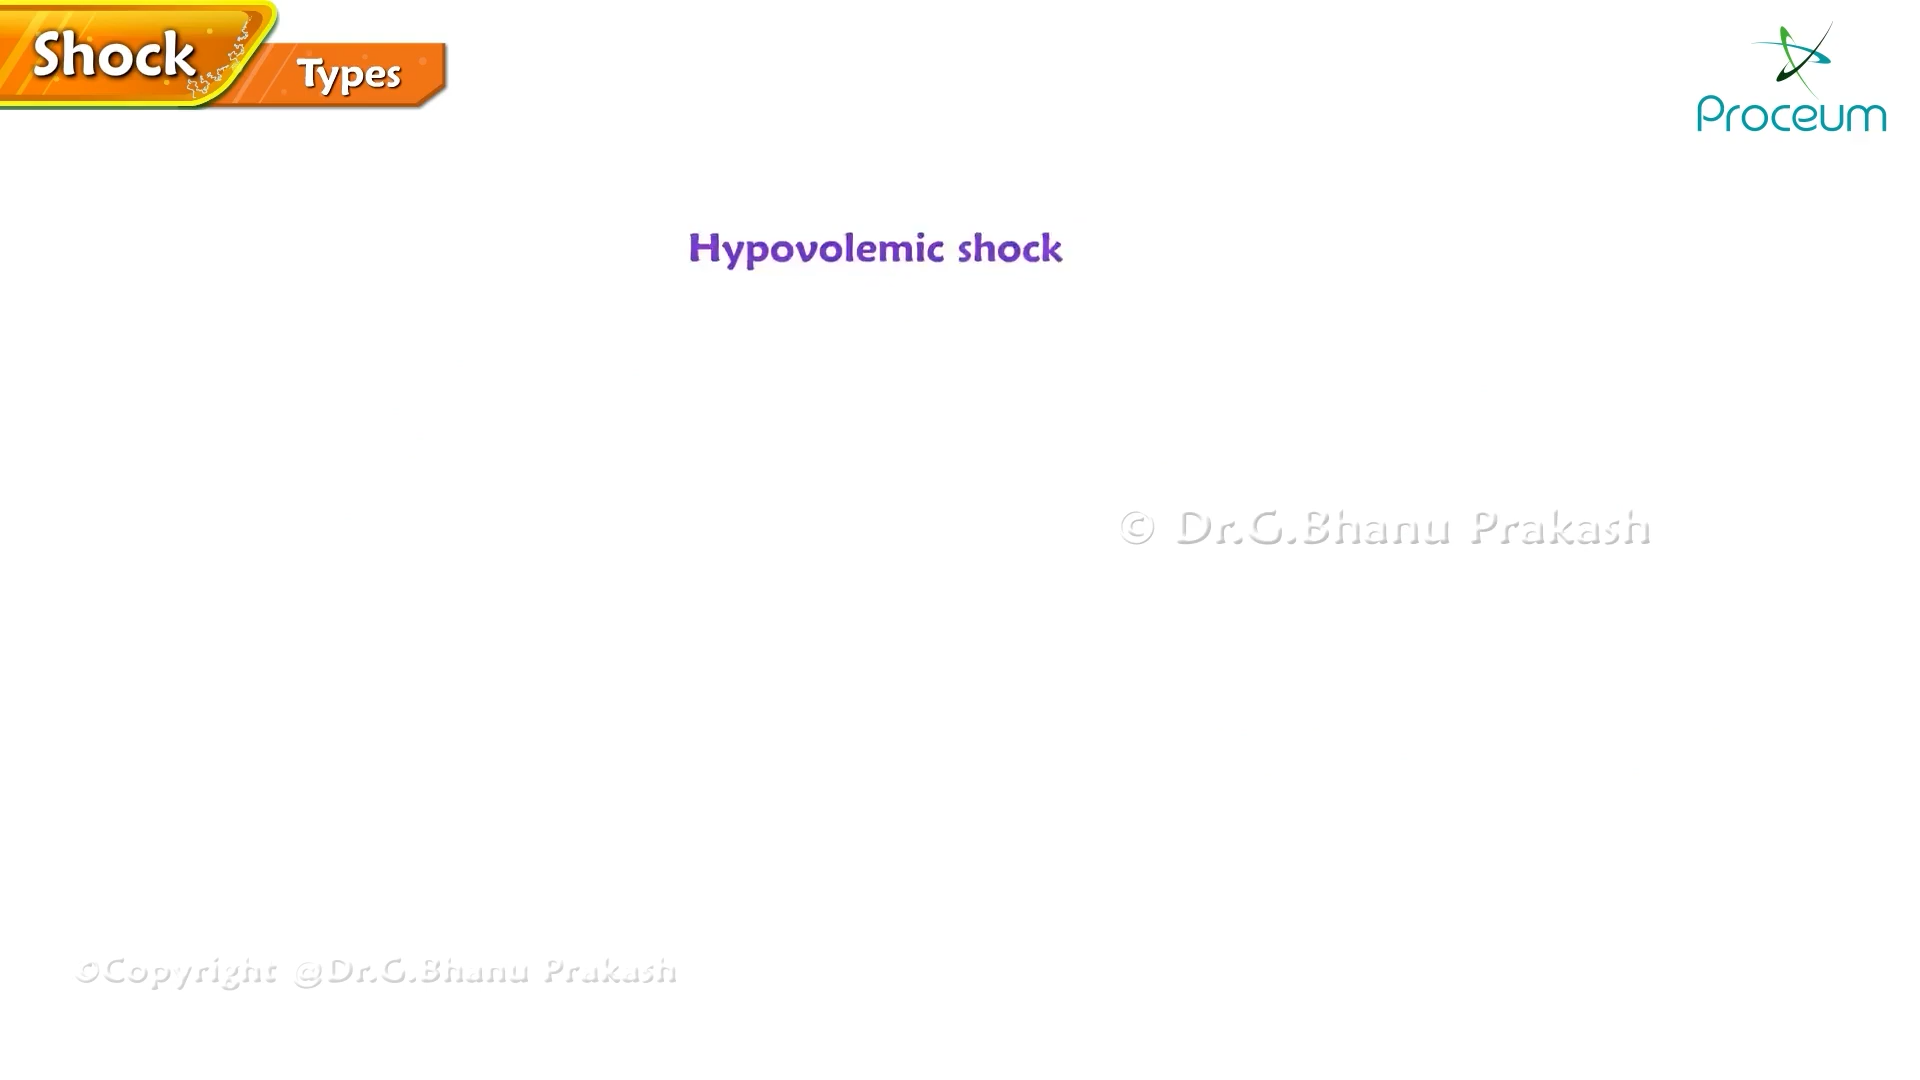 Shock
Types
Proceum
Hypovolemic shock
© Dr.G.Bhanu Prakash
©Copyright @Dr.G.Bhanu Prakash